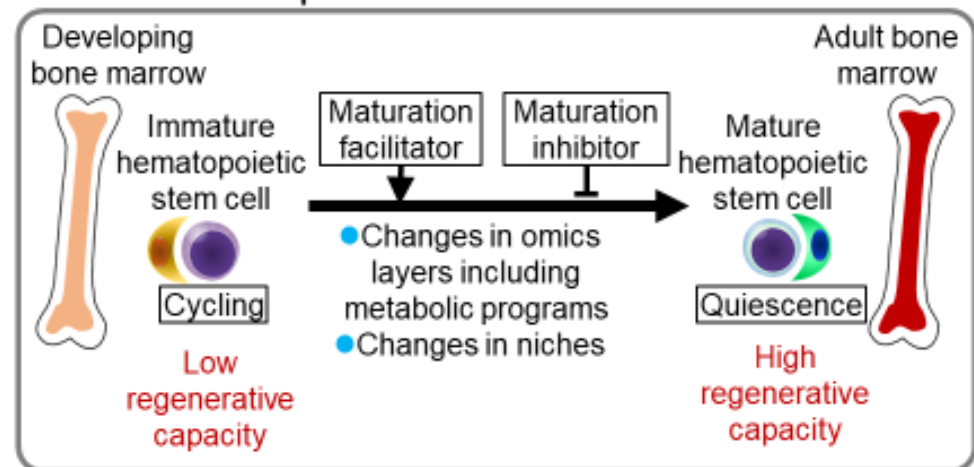 Developing
bone marrow
Adult bone
marrow
Immature
hematopoietic
stem cell
Maturation
facilitator
Maturation
inhibitor
Mature
hematopoietic
stem cell
Changes in omics
layers including
metabolic programs
Changes in niches
Cycling
Quiescence
Low
regenerative
capacity
High
regenerative
capacity